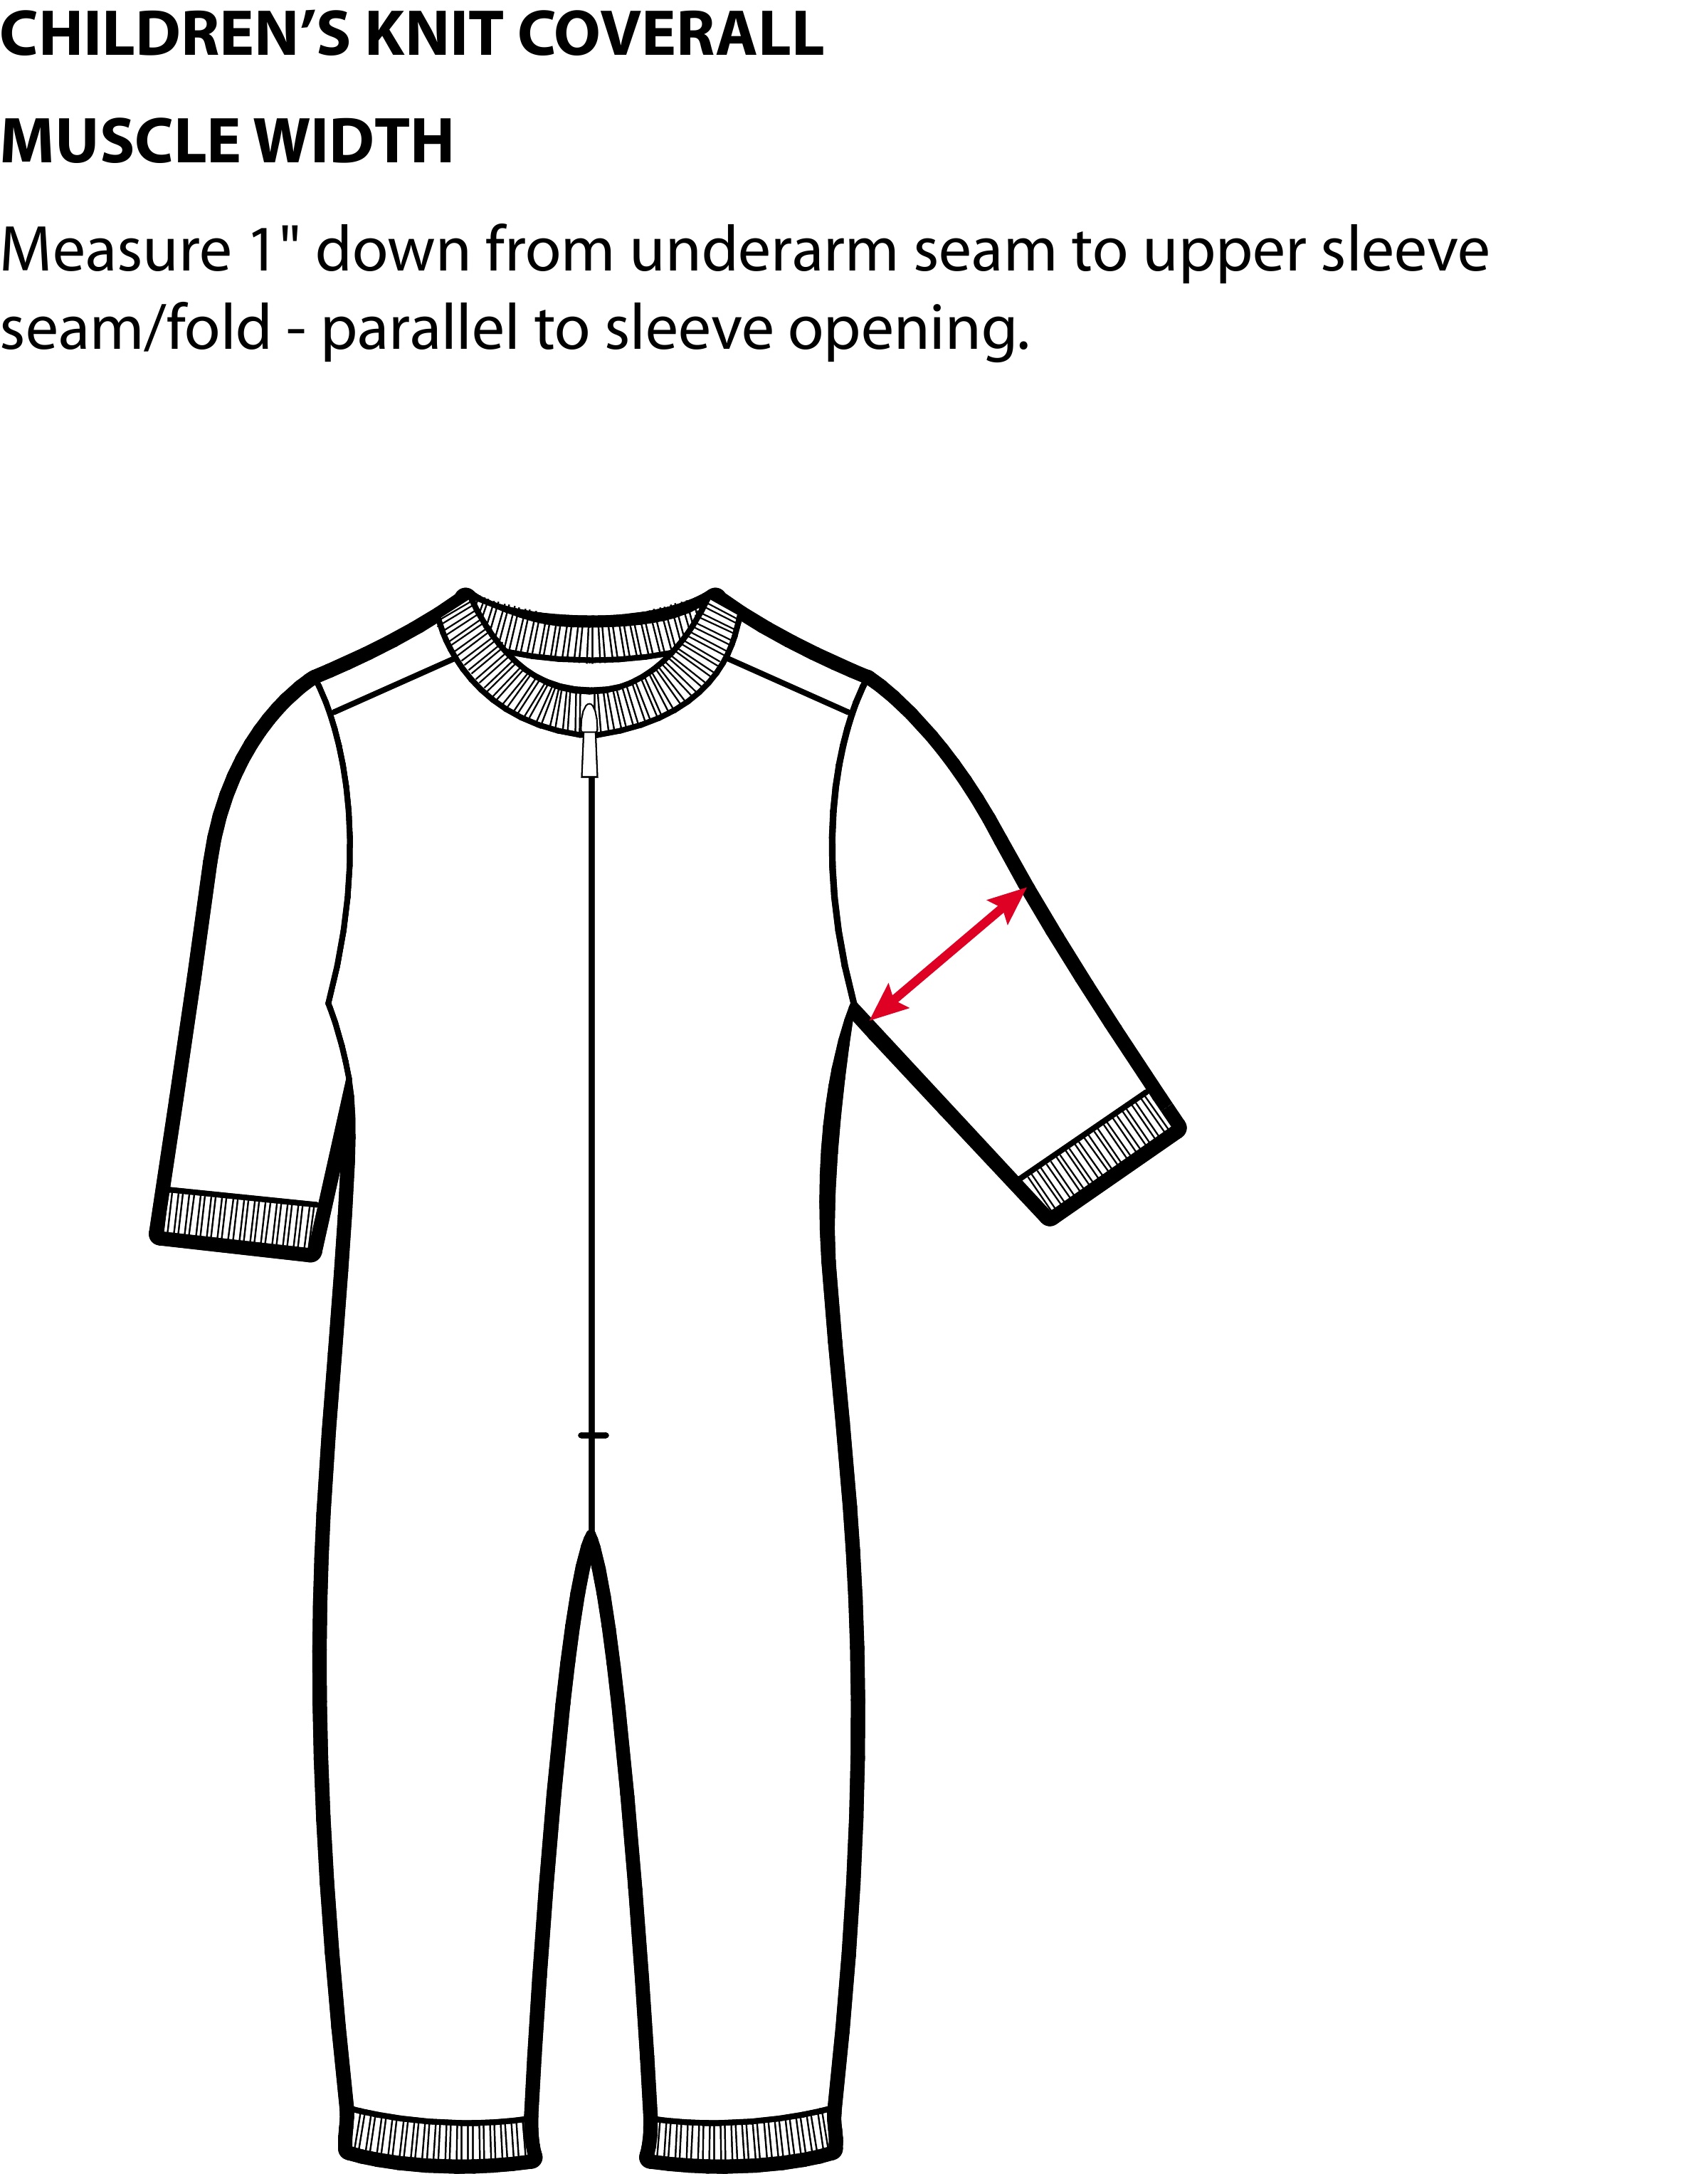 CHILDREN’S KNIT COVERALL
MUSCLE WIDTH
Measure 1" down from underarm seam to upper sleeve
seam/fold - parallel to sleeve opening.